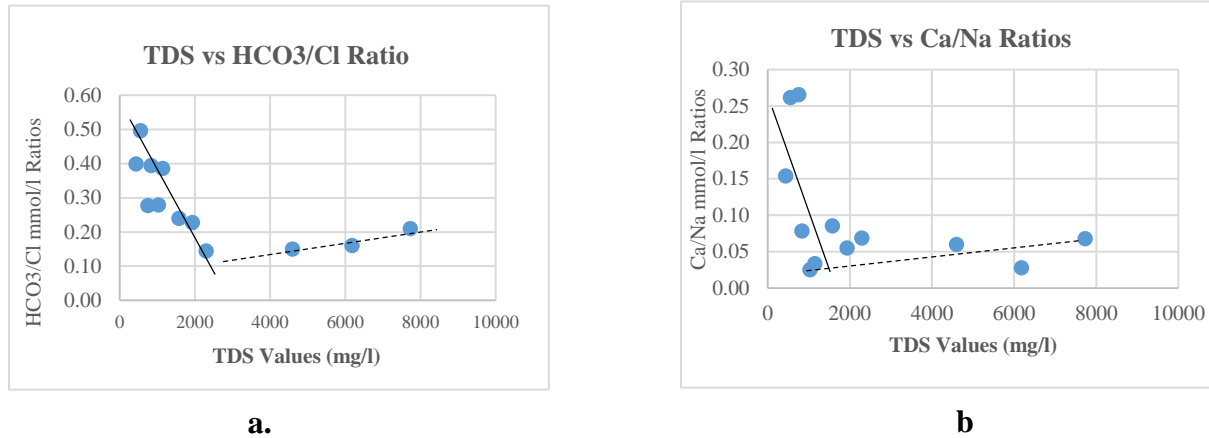 TDS vs HCO3/Cl Ratio
HCO3/Cl mmol/l Ratios
0.60
0.50
0.40
0.30
0.20
0.10
0.00
0 2000 4000 6000 8000 10000
TDS Values (mg/l)
a.
TDS vs Ca/Na Ratios
Ca/Na mmol/l Ratios
0.30
0.25
0.20
0.15
0.10
0.05
0.00
0 2000 4000 6000 8000 10000
TDS Values (mg/l)
b